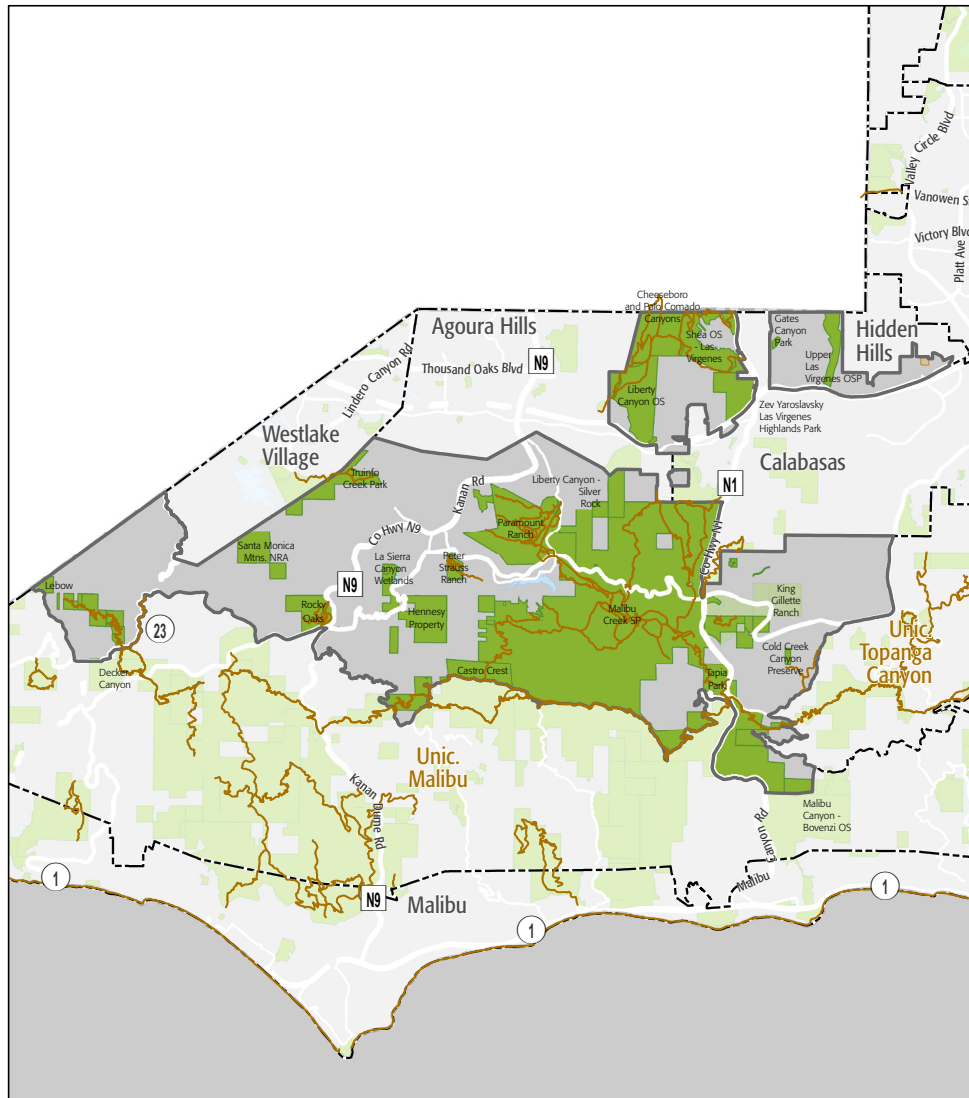 Valley Circle Blvd
Vanowen S
Victory Blvd
Platt Ave
Cheeseboro
and Palo Comado
Canyons
Agoura Hills
Shea OS
- Las
Virgenes
Gates
Canyon
Park
Hidden
Hills
Lindero Canyon Rd
N9
Thousand Oaks Blvd
Upper
Las
Virgenes OSP
Liberty
Canyon OS
Zev Yaroslavsky
Las Virgenes
Highlands Park
Westlake
Village
Calabasas
Truinfo
Creek Park
Kanan Rd
Liberty Canyon -
Silver
Rock
N1
Co Hwy N9
Paramount
Ranch
Co Hwy N1
Santa Monica
Mtns. NRA
La Sierra
Canyon
Wetlands
Peter
Strauss
Ranch
Lebow
N9
King
Gillette
Ranch
Rocky
Oaks
Hennesy
Property
Malibu
Creek SP
23
Unic.
Topanga
Canyon
Cold Creek
Canyon
Preserve
Decker
Canyon
Castro Crest
Tapia
Park
Unic.
Malibu
Kanan Dume Rd
Malibu
Canyon -
Bovenzi OS
Malibu Canyon Rd
1
N9
Malibu
1
1